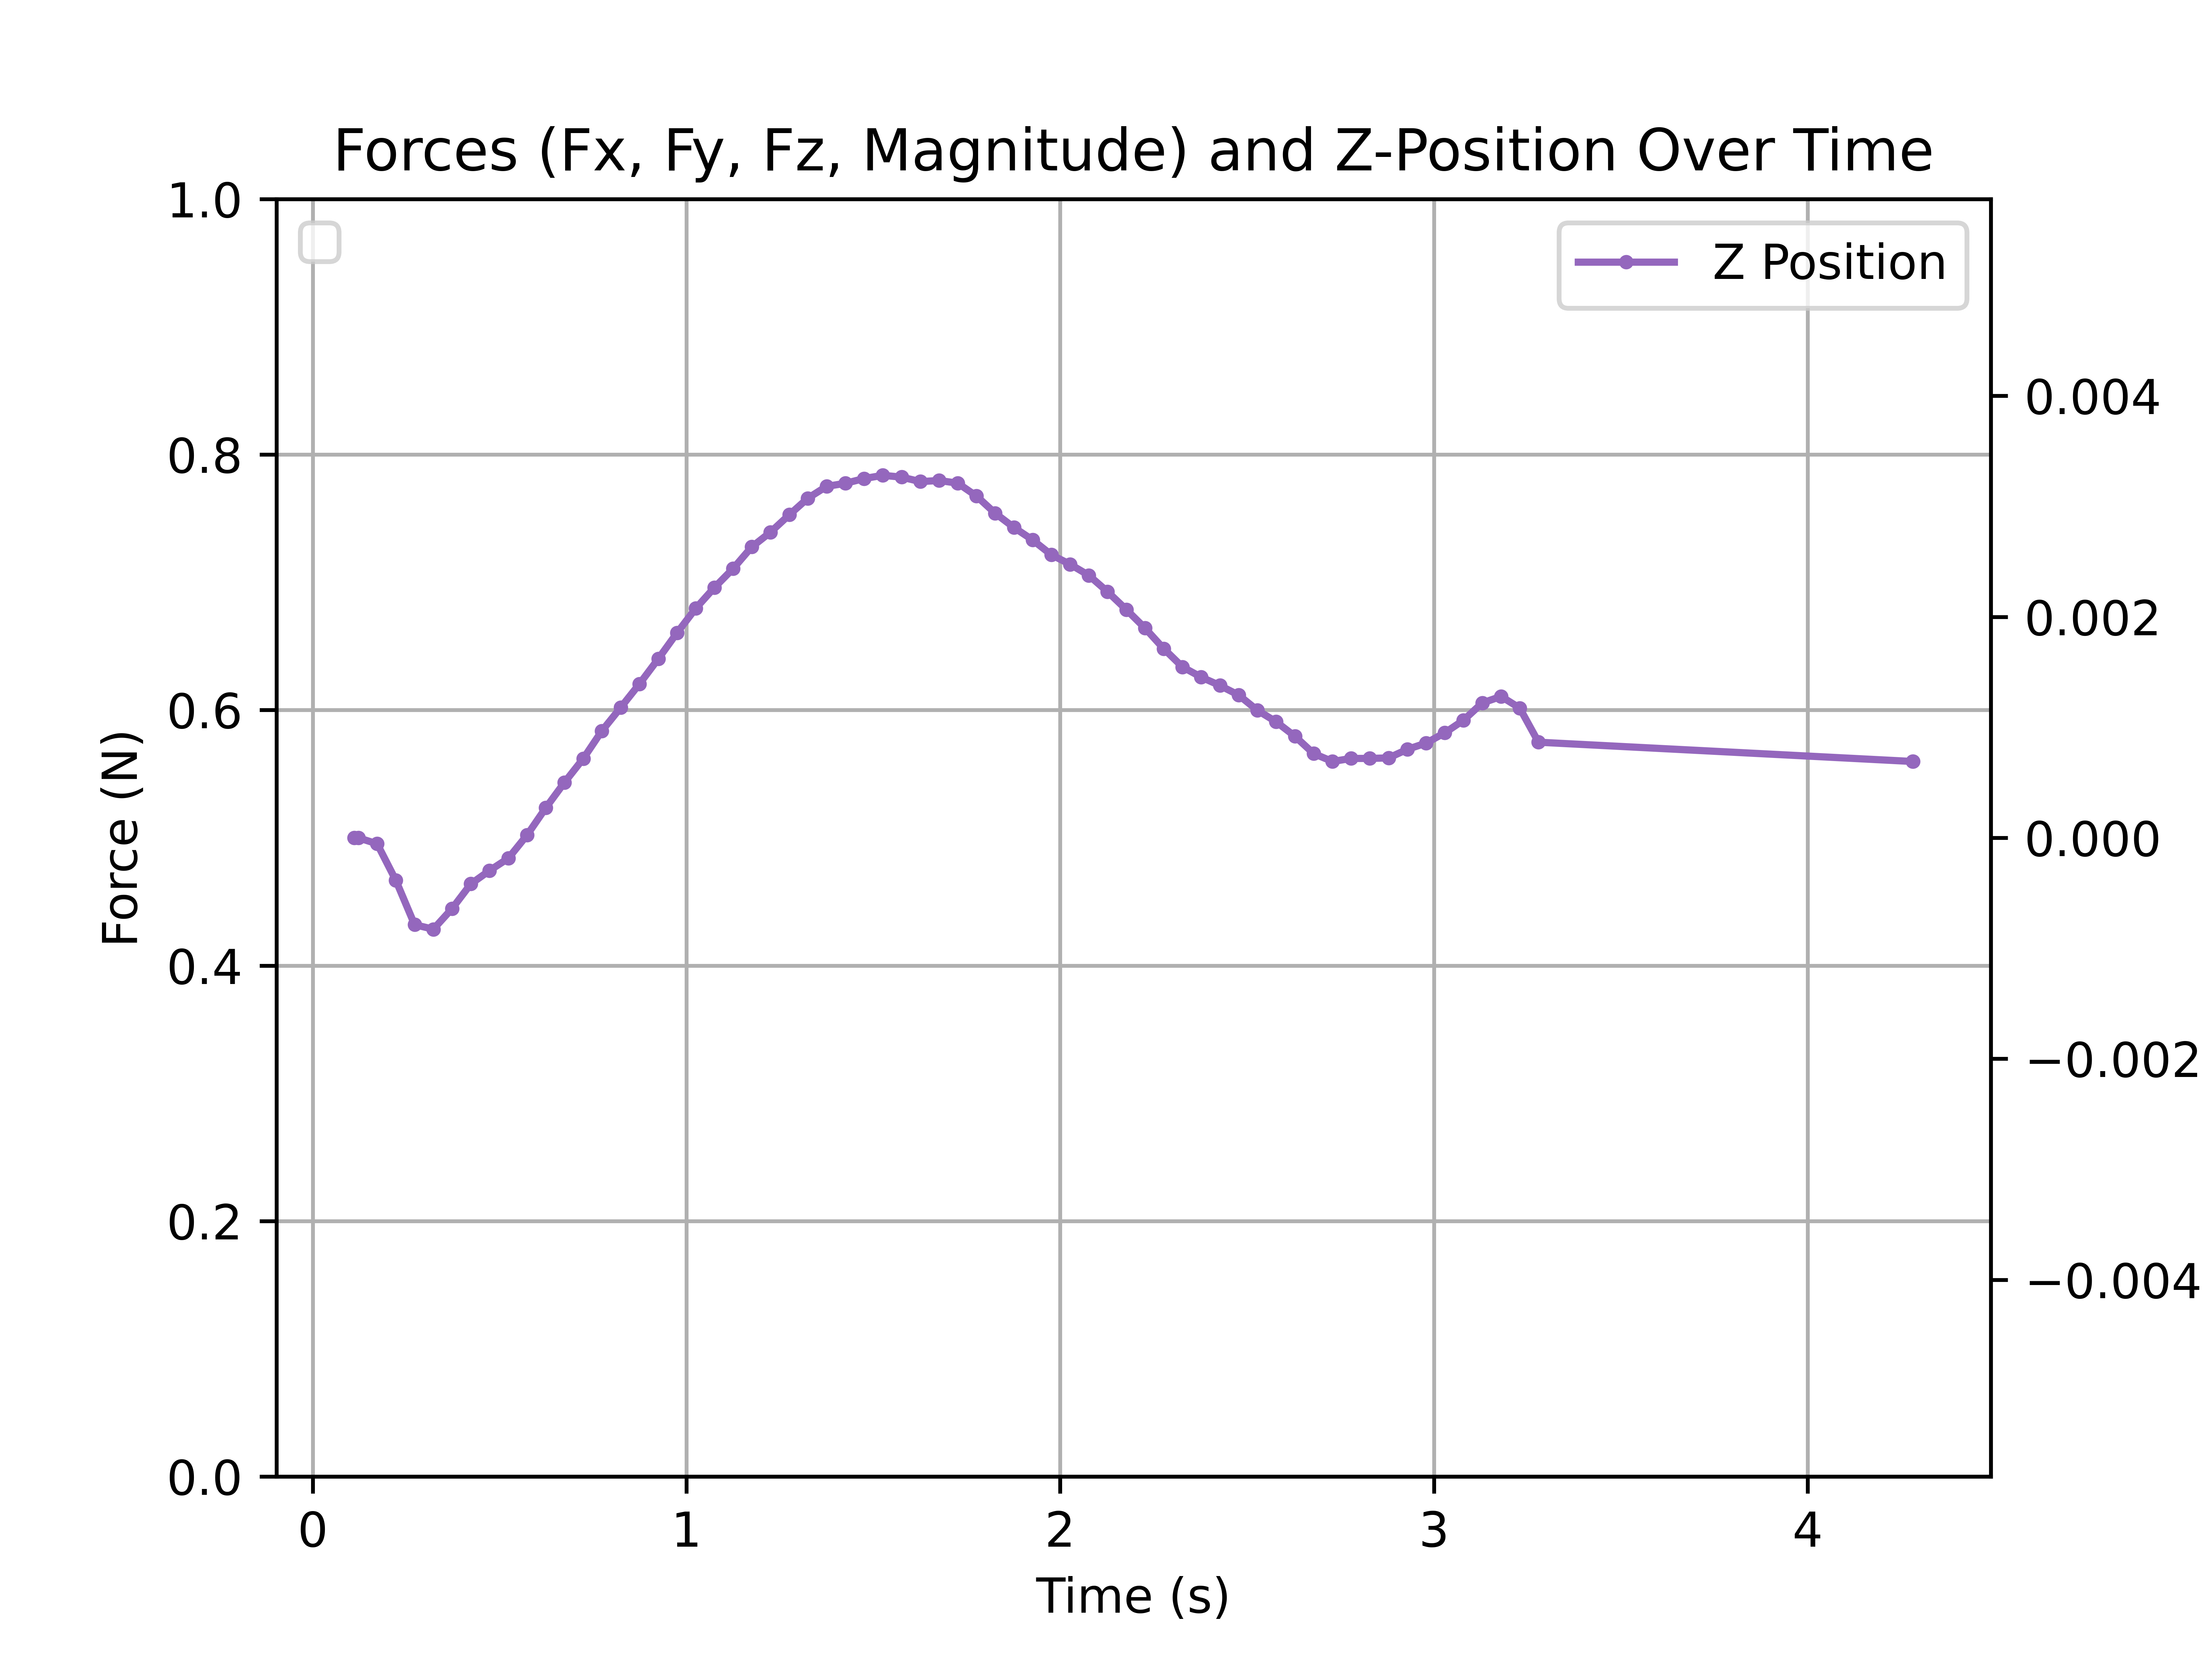 Forces (Fx, Fy, Fz, Magnitude) and Z-Position Over Time
Z Position
1.0
0.8
0.6
0.4
0.2
0.0
Force (N)
0.004
0.002
0.000
−0.002
−0.004
0 1 2 3 4
Time (s)